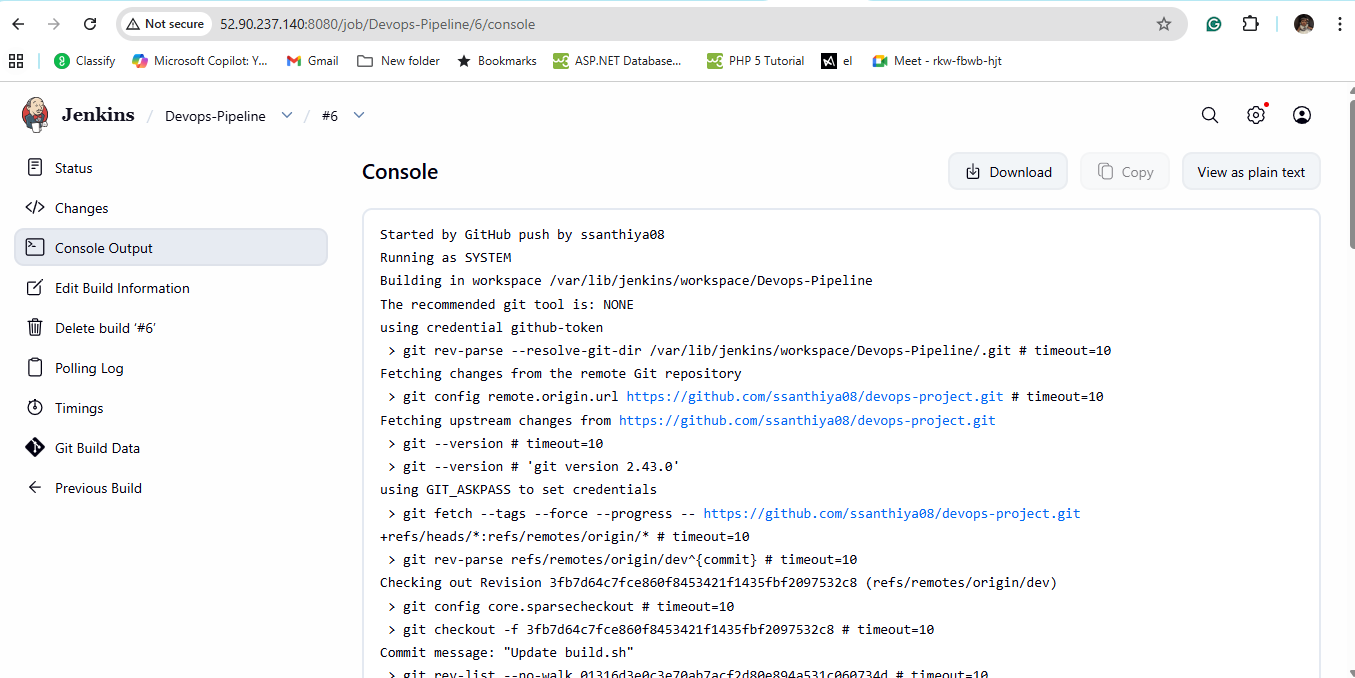 Not secure 52.90.237.140:8080/job/Devops-Pipeline/6/console
Classify Microsoft Copilot: Y... Gmail New folder Bookmarks ASP.NET Database... PHP 5 Tutorial el Meet - rkw-fbwb-hjt
Jenkins / Devops-Pipeline / #6
Status
Changes
Console Output
Edit Build Information
Delete build ‘#6’
Polling Log
Timings
Git Build Data
Previous Build
Console
Download Copy View as plain text
Started by GitHub push by ssanthiya08
Running as SYSTEM
Building in workspace /var/lib/jenkins/workspace/Devops-Pipeline
The recommended git tool is: NONE
using credential github-token
> git rev-parse --resolve-git-dir /var/lib/jenkins/workspace/Devops-Pipeline/.git # timeout=10
Fetching changes from the remote Git repository
> git config remote.origin.url https://github.com/ssanthiya08/devops-project.git # timeout=10
Fetching upstream changes from https://github.com/ssanthiya08/devops-project.git
> git --version # timeout=10
> git --version # 'git version 2.43.0'
using GIT_ASKPASS to set credentials
> git fetch --tags --force --progress -- https://github.com/ssanthiya08/devops-project.git
+refs/heads/*:refs/remotes/origin/* # timeout=10
> git rev-parse refs/remotes/origin/dev^{commit} # timeout=10
Checking out Revision 3fb7d64c7fce860f8453421f1435fbf2097532c8 (refs/remotes/origin/dev)
> git config core.sparsecheckout # timeout=10
> git checkout -f 3fb7d64c7fce860f8453421f1435fbf2097532c8 # timeout=10
Commit message: "Update build.sh"
> git rev-list --no-walk 01316d3e0c3e70ab7acf2d80e894a531c060734d # timeout=10